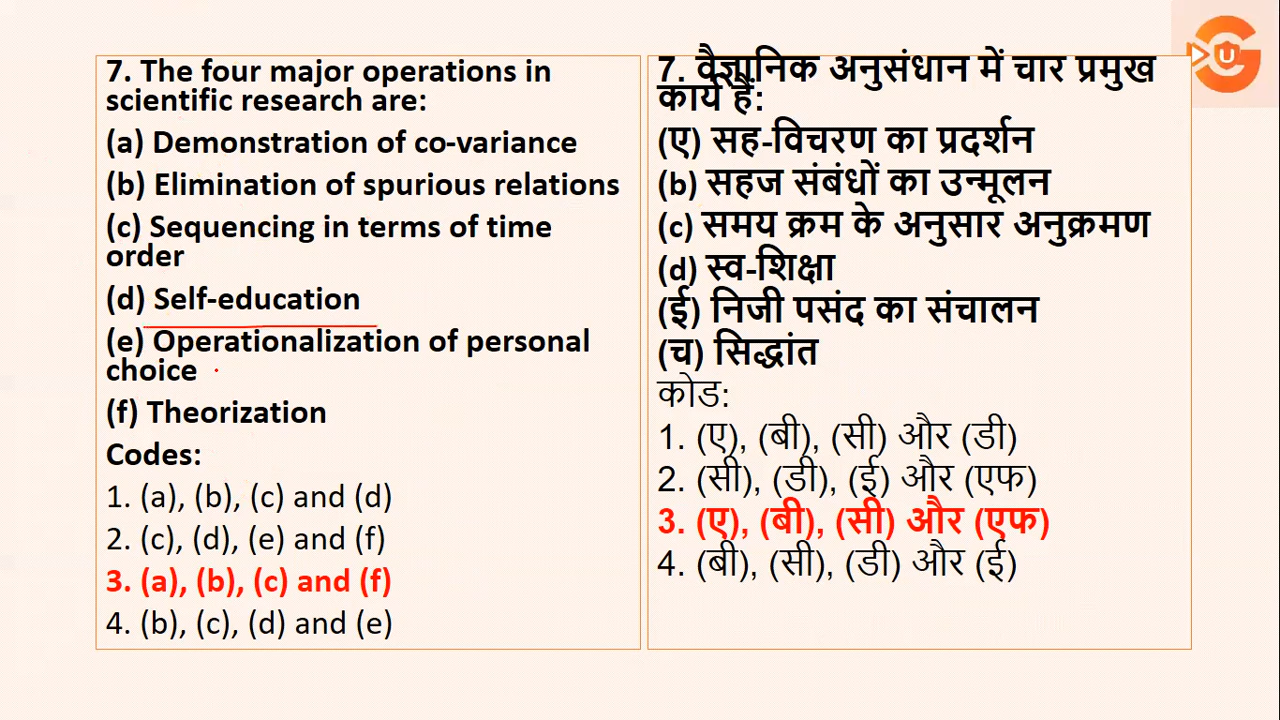 7. The four major operations in
scientific research are:
(a) Demonstration of co-variance
(b) Elimination of spurious relations
(c) Sequencing in terms of time
order
(d) Self-education
(e) Operationalization of personal
choice
(f) Theorization
Codes:
1. (a), (b), (c) and (d)
2. (c), (d), (e) and (f)
3. (a), (b), (c) and (f)
4. (b), (c), (d) and (e)
7. वैज्ञानिक अनुसंधान में चार प्रमुख
कार्य हैं:
(ए) सह-विचरण का प्रदर्शन
(b) सहज संबंधों का उन्मूलन
(c) समय क्रम के अनुसार अनुक्रमण
(d) स्व-शिक्षा
(ई) निजी पसंद का संचालन
(च) सिद्धांत
कोड:
1. (ए), (बी), (सी) और (डी)
2. (सी), (डी), (ई) और (एफ)
3. (ए), (बी), (सी) और (एफ)
4. (बी), (सी), (डी) और (ई)
U